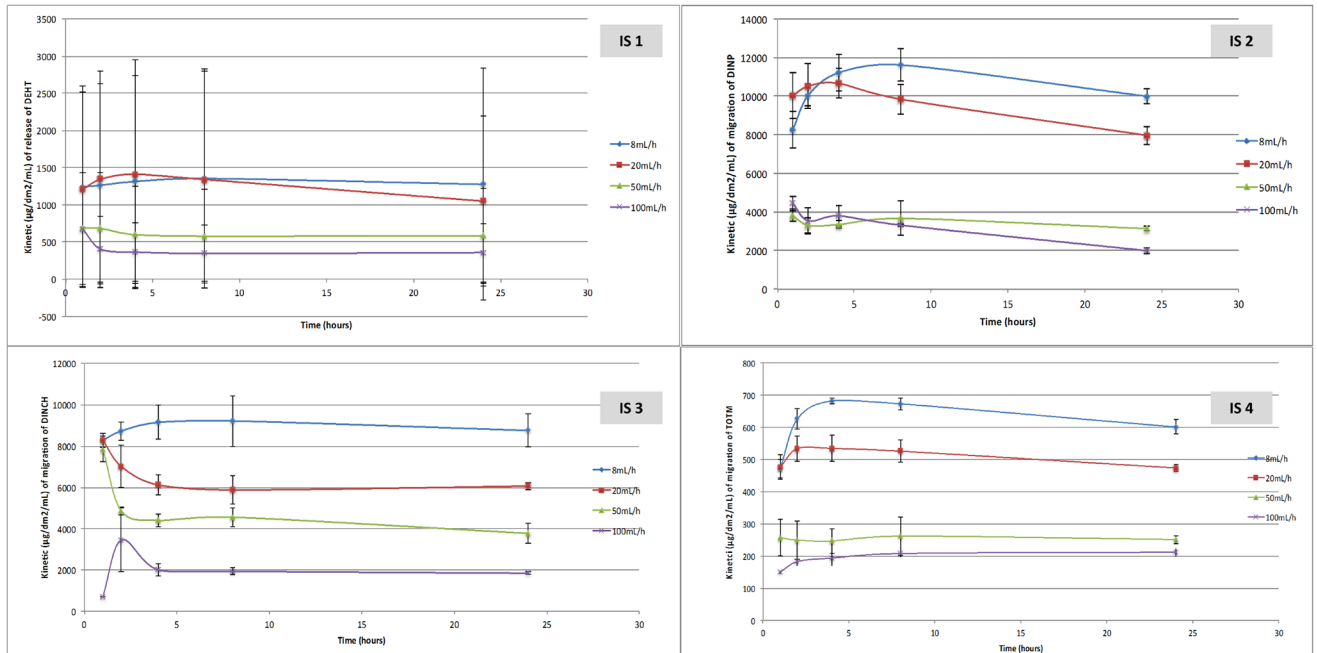 IS 1
Kinetic (µg/dm2/mL) of release of DEHT
3500
3000
2500
2000
1500
1000
500
0
-500
0
5
10
15
20
25
30
Time (hours)
8mL/h
20mL/h
50mL/h
100mL/h
IS 2
Kinetic (µg/dm2/mL) of migration of DINP
14000
12000
10000
8000
6000
4000
2000
0
0
5
10
15
20
25
30
Time (hours)
8mL/h
20mL/h
50mL/h
100mL/h
IS 3
Kinetic (µg/dm2/mL) of migration of DINCH
12000
10000
8000
6000
4000
2000
0
0
5
10
15
20
25
30
Time (hours)
8mL/h
20mL/h
50mL/h
100mL/h
IS 4
Kinetci (µg/dm2/mL) of migration of TOTM
800
700
600
500
400
300
200
100
0
0
5
10
15
20
25
30
Time (hours)
8mL/h
20mL/h
50mL/h
100mL/h